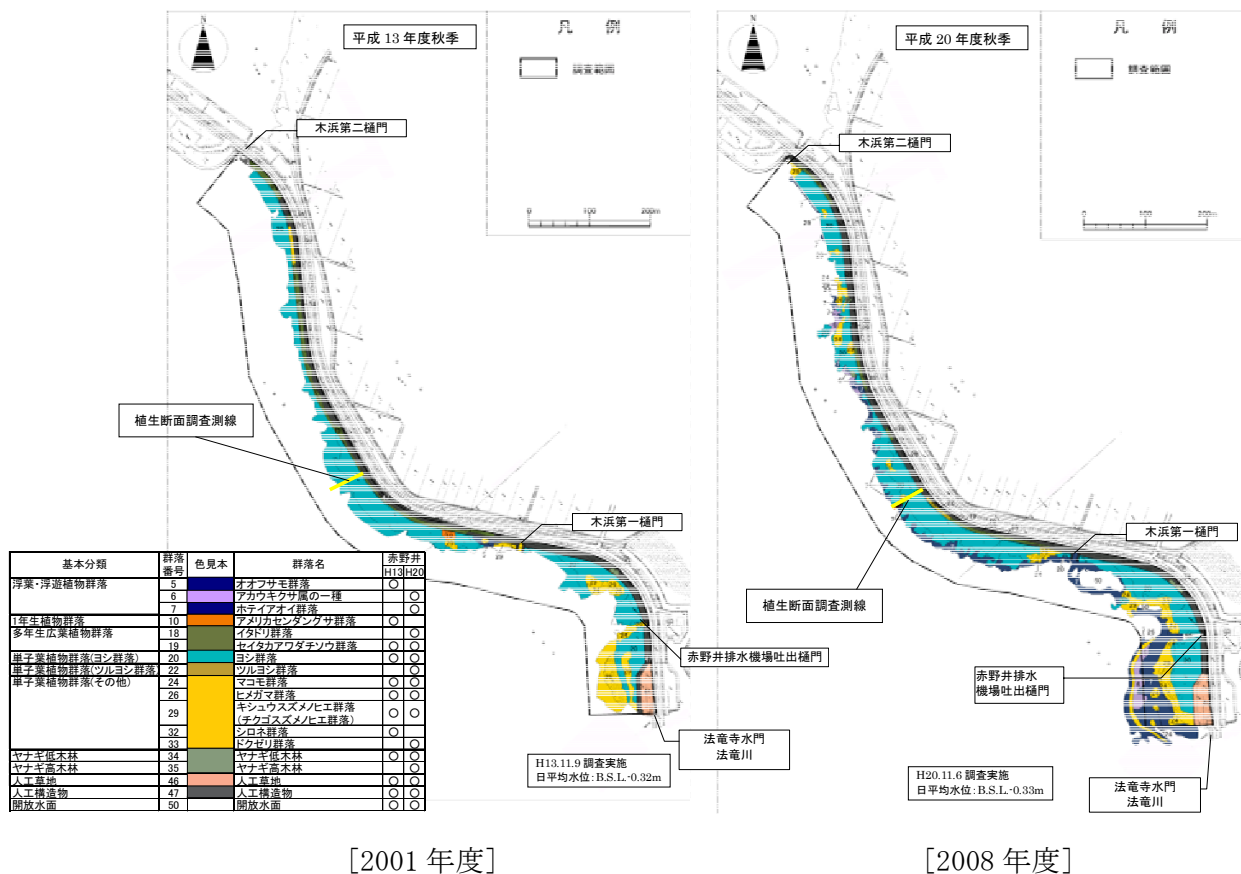 平成 13 年度秋季
N
凡 例
調査範囲
木浜第二樋門
0 100 200m
植生断面調査測線
木浜第一樋門
赤野井排水機場吐出樋門
法竜寺水門
法竜川
H13.11.9 調査実施
日平均水位:B.S.L.-0.32m
基本分類 群落番号 色見本 群落名 赤野井
H13 H20
浮葉・浮遊植物群落 5 オオフサモ群落 ○
6 アカウキクサ属の一種 ○
7 ホテイアオイ群落 ○
1年生植物群落 10 アメリカセンダングサ群落 ○
多年生広葉植物群落 18 イタドリ群落 ○
19 セイタカアワダチソウ群落 ○ ○
単子葉植物群落(ヨシ群落) 20 ヨシ群落 ○ ○
単子葉植物群落(ツルヨシ群落) 22 ツルヨシ群落 ○
単子葉植物群落(その他) 24 マコモ群落 ○ ○
26 ヒメガマ群落 ○ ○
29 キシュウスズメノヒエ群落
(チクゴスズメノヒエ群落) ○ ○
32 シロネ群落 ○
33 ドクゼリ群落 ○
ヤナギ低木林 34 ヤナギ低木林 ○ ○
ヤナギ高木林 35 ヤナギ高木林 ○
人工草地 46 人工草地 ○ ○
人工構造物 47 人工構造物 ○ ○
開放水面 50 開放水面 ○ ○
[2001 年度]
平成 20 年度秋季
N
凡 例
調査範囲
木浜第二樋門
0 100 200m
木浜第一樋門
植生断面調査測線
赤野井排水
機場吐出樋門
法竜寺水門
法竜川
H20.11.6 調査実施
日平均水位:B.S.L.-0.33m
[2008 年度]